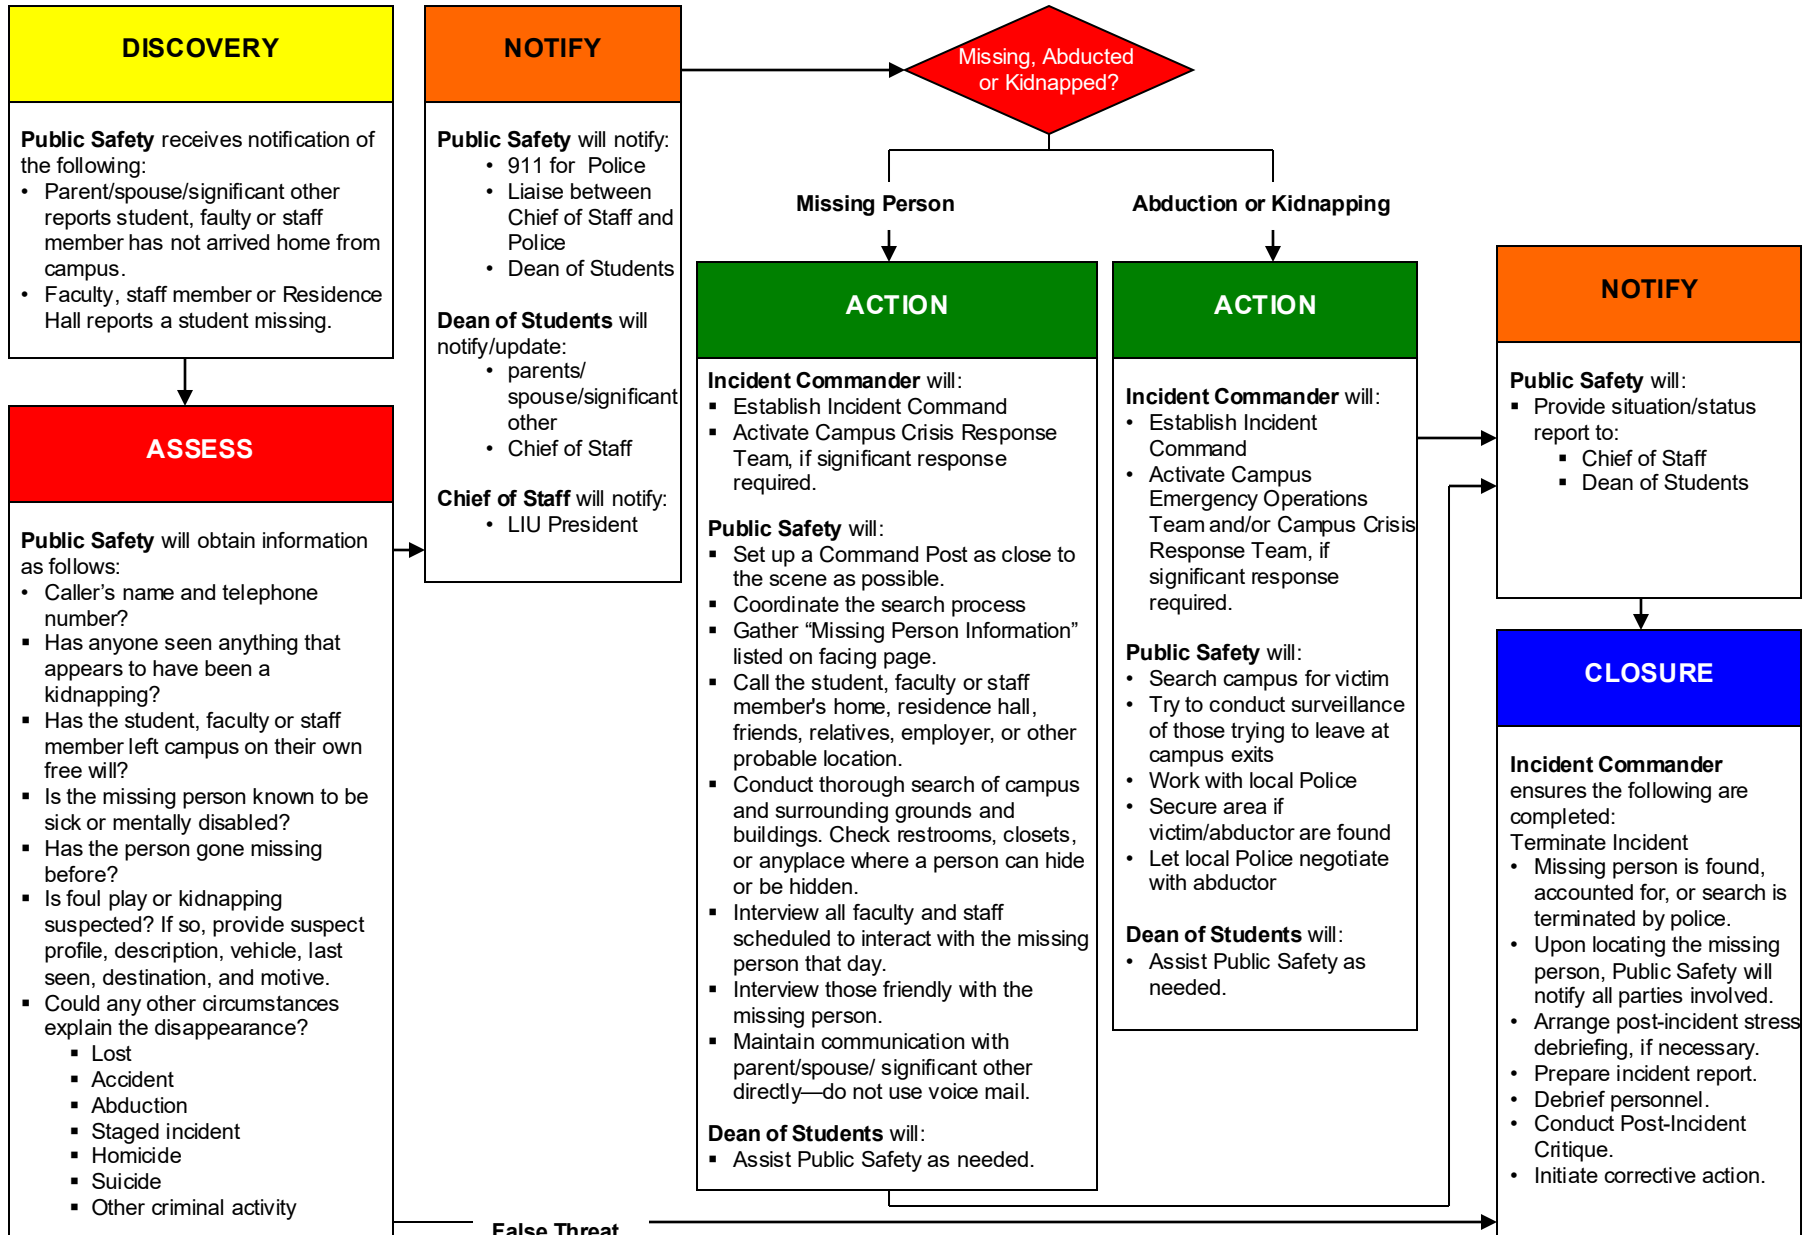 DISCOVERY
Public Safety receives notification of
the following:
• Parent/spouse/significant other
reports student, faulty or staff
member has not arrived home from
campus.
• Faculty, staff member or Residence
Hall reports a student missing.
ASSESS
Public Safety will obtain information
as follows:
• Caller’s name and telephone
number?
▪ Has anyone seen anything that
appears to have been a
kidnapping?
▪ Has the student, faculty or staff
member left campus on their own
free will?
▪ Is the missing person known to be
sick or mentally disabled?
▪ Has the person gone missing
before?
▪ Is foul play or kidnapping
suspected? If so, provide suspect
profile, description, vehicle, last
seen, destination, and motive.
▪ Could any other circumstances
explain the disappearance?
▪ Lost
▪ Accident
▪ Abduction
▪ Staged incident
▪ Homicide
▪ Suicide
▪ Other criminal activity
NOTIFY
Public Safety will notify:
• 911 for Police
• Liaise between
Chief of Staff and
Police
• Dean of Students
Dean of Students will
notify/update:
• parents/
spouse/significant
other
• Chief of Staff
Chief of Staff will notify:
• LIU President
Missing, Abducted
or Kidnapped?
Missing Person
ACTION
Incident Commander will:
▪ Establish Incident Command
▪ Activate Campus Crisis Response
Team, if significant response
required.
Public Safety will:
▪ Set up a Command Post as close to
the scene as possible.
▪ Coordinate the search process
▪ Gather “Missing Person Information”
listed on facing page.
▪ Call the student, faculty or staff
member's home, residence hall,
friends, relatives, employer, or other
probable location.
▪ Conduct thorough search of campus
and surrounding grounds and
buildings. Check restrooms, closets,
or anyplace where a person can hide
or be hidden.
▪ Interview all faculty and staff
scheduled to interact with the missing
person that day.
▪ Interview those friendly with the
missing person.
▪ Maintain communication with
parent/spouse/ significant other
directly—do not use voice mail.
Dean of Students will:
▪ Assist Public Safety as needed.
Abduction or Kidnapping
ACTION
Incident Commander will:
• Establish Incident
Command
• Activate Campus
Emergency Operations
Team and/or Campus Crisis
Response Team, if
significant response
required.
Public Safety will:
• Search campus for victim
• Try to conduct surveillance
of those trying to leave at
campus exits
• Work with local Police
• Secure area if
victim/abductor are found
• Let local Police negotiate
with abductor
Dean of Students will:
• Assist Public Safety as
needed.
NOTIFY
Public Safety will:
▪ Provide situation/status
report to:
▪ Chief of Staff
▪ Dean of Students
CLOSURE
Incident Commander
ensures the following are
completed:
Terminate Incident
• Missing person is found,
accounted for, or search is
terminated by police.
• Upon locating the missing
person, Public Safety will
notify all parties involved.
• Arrange post-incident stress
debriefing, if necessary.
• Prepare incident report.
• Debrief personnel.
• Conduct Post-Incident
Critique.
• Initiate corrective action.
False Threat